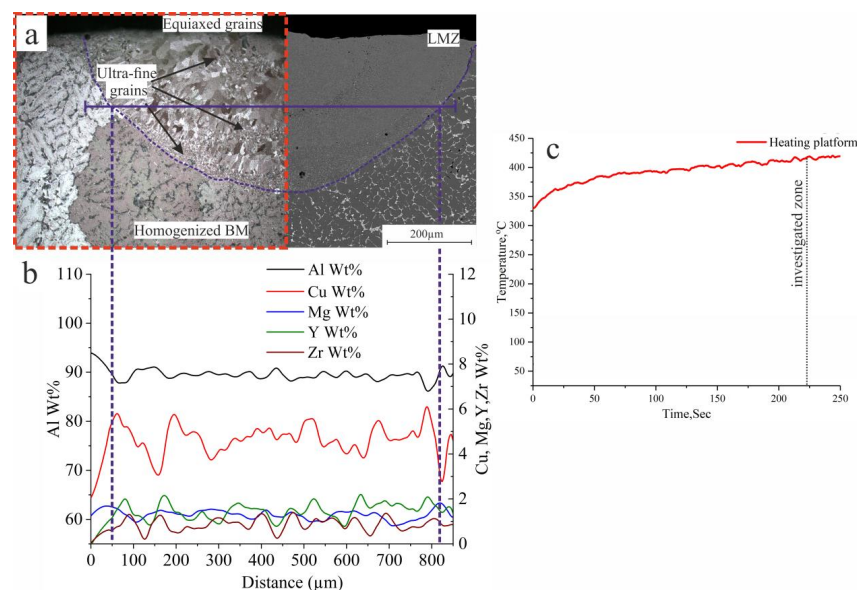 a
Equiaxed grains
LMZ
Ultra-fine
grains
Homogenized BM
200µm
b
110
100
90
80
70
60
Al Wt%
Al Wt%
Cu Wt%
Mg Wt%
Y Wt%
Zr Wt%
12
10
8
6
4
2
0
Cu, Mg,Y,Zr Wt%
0 100 200 300 400 500 600 700 800
Distance (µm)
c
Heating platform
450
400
350
300
250
200
150
100
50
Temperature,°C
investigated zone
0 50 100 150 200 250
Time,Sec